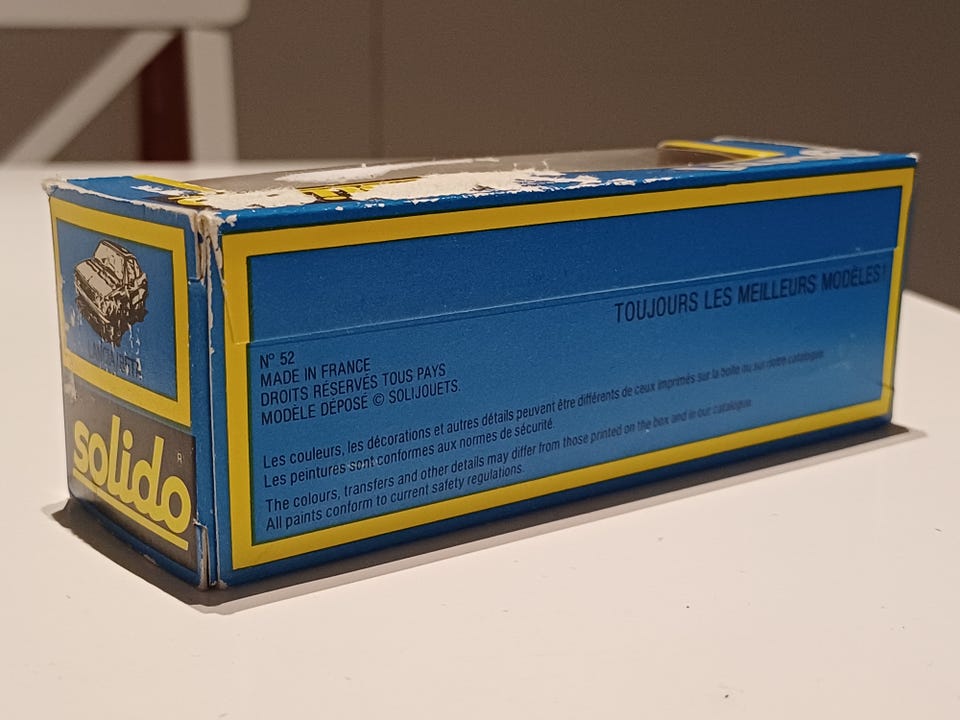 LANCIA BETA
solido
R
TOUJOURS LES MEILLEURS MODÈLES!
N° 52
MADE IN FRANCE
DROITS RÉSERVÉS TOUS PAYS
MODÈLE DÉPOSÉ © SOLIJOUETS.
Les couleurs, les décorations et autres détails peuvent être différents de ceux imprimés sur la boîte ou sur notre catalogue.
Les peintures sont conformes aux normes de sécurité.
The colours, transfers and other details may differ from those printed on the box and in our catalogue.
All paints conform to current safety regulations.